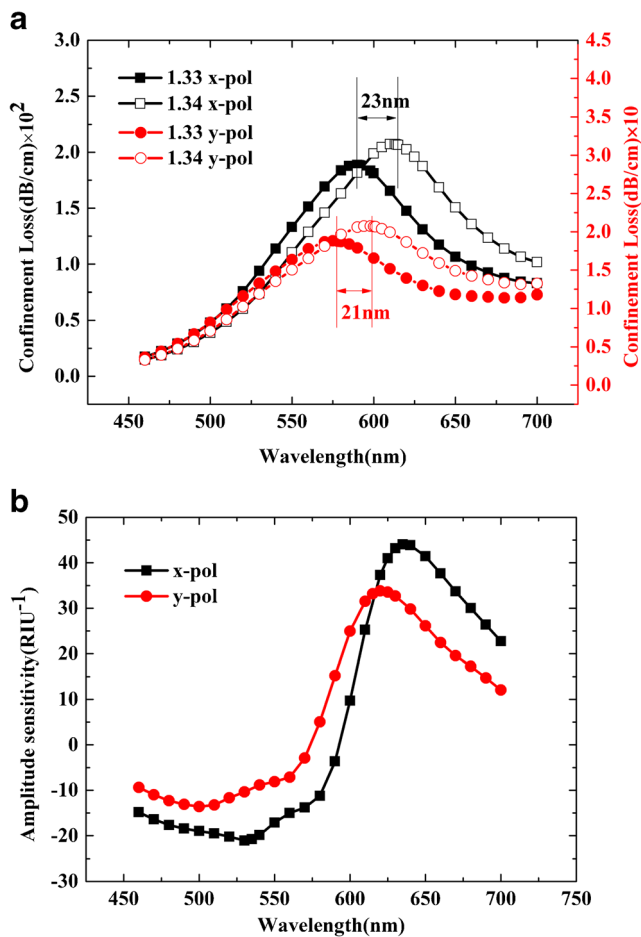 a
3.0
2.5
2.0
1.5
1.0
0.5
0.0
4.5
4.0
3.5
3.0
2.5
2.0
1.5
1.0
0.5
0.0
Confinement Loss(dB/cm)×10²
Confinement Loss(dB/cm)×10
1.33 x-pol
1.34 x-pol
1.33 y-pol
1.34 y-pol
23nm
21nm
450 500 550 600 650 700
Wavelength(nm)
b
50
40
30
20
10
0
-10
-20
-30
Amplitude sensitivity(RIU⁻¹)
x-pol
y-pol
450 500 550 600 650 700 750
Wavelength(nm)